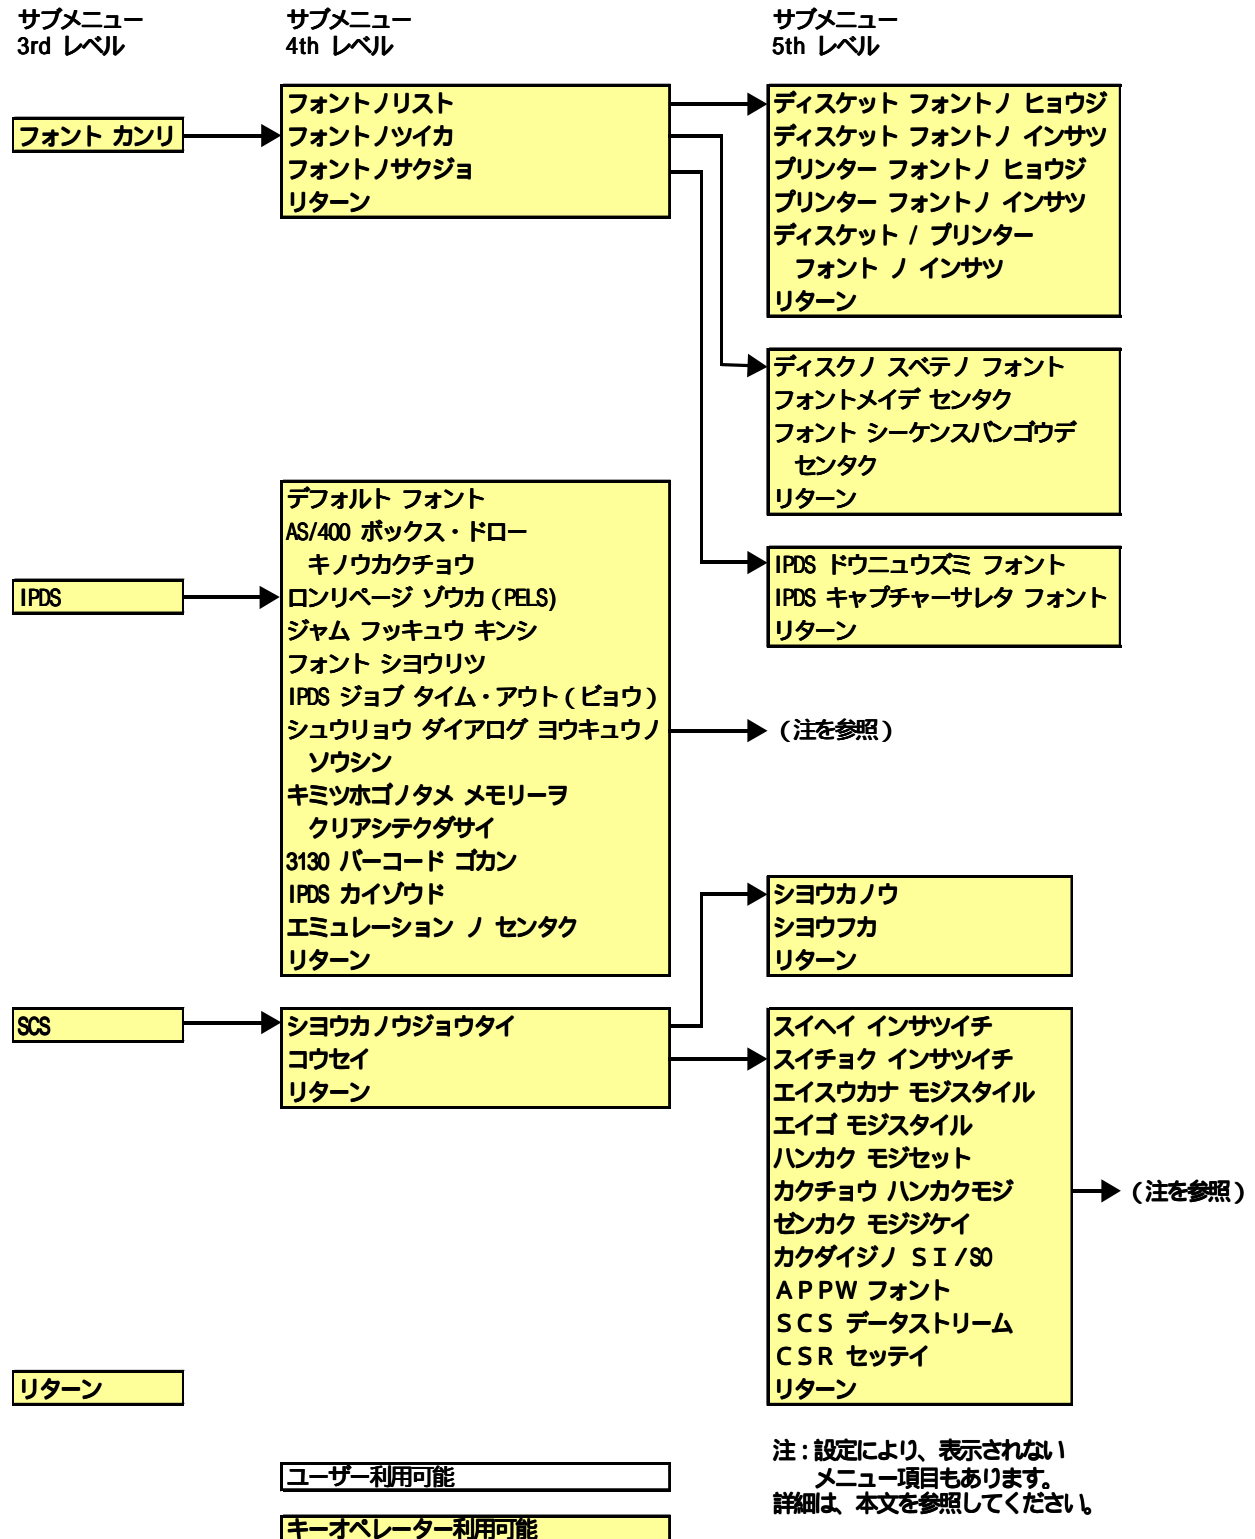 サブメニュー
3rd レベル
サブメニュー
4th レベル
サブメニュー
5th レベル
フォント カンリ
フォントノリスト
フォントノツイカ
フォントノサクジョ
リターン
ディスケット フォントノ ヒョウジ
ディスケット フォントノ インサツ
プリンター フォントノ ヒョウジ
プリンター フォントノ インサツ
ディスケット / プリンター
フォント ノ インサツ
リターン
ディスクノ スベテノ フォント
フォントメイデ センタク
フォント シーケンスバンゴウデ
センタク
リターン
IPDS ドウニュウズミ フォント
IPDS キャプチャーサレタ フォント
リターン
IPDS
デフォルト フォント
AS/400 ボックス・ドロー
キノウカクチョウ
ロンリページ ゾウカ(PELS)
ジャム フッキュウ キンシ
フォント シヨウリツ
IPDS ジョブ タイム・アウト(ビョウ)
シュウリョウ ダイアログ ヨウキュウノ
ソウシン
キミツホゴノタメ メモリーヲ
クリアシテクダサイ
3130 バーコード ゴカン
IPDS カイゾウド
エミュレーション ノ センタク
リターン
(注を参照)
SCS
シヨウカノウジョウタイ
コウセイ
リターン
シヨウカノウ
シヨウフカ
リターン
スイヘイ インサツイチ
スイチョク インサツイチ
エイスウカナ モジスタイル
エイゴ モジスタイル
ハンカク モジセット
カクチョウ ハンカクモジ
ゼンカク モジジケイ
カクダイジノ SI/SO
APPW フォント
SCS データストリーム
CSR セッテイ
リターン
(注を参照)
リターン
ユーザー利用可能
キーオペレーター利用可能
注:設定により、表示されない
メニュー項目もあります。
詳細は、本文を参照してください。